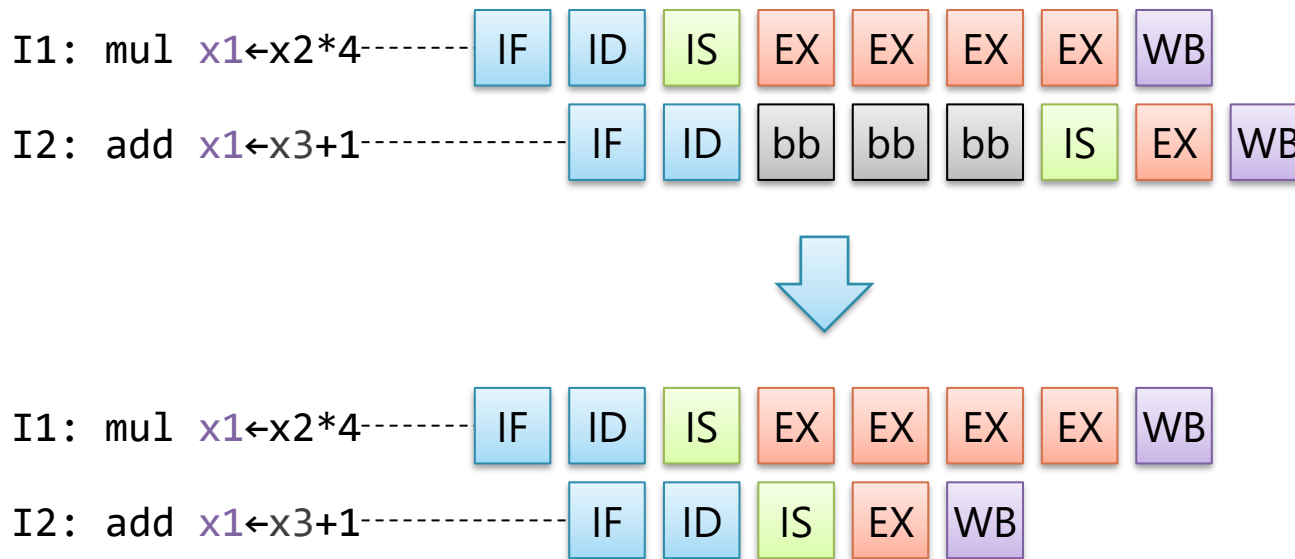 I1: mul x1←x2*4 IF ID IS EX EX EX EX WB
I2: add x1←x3+1 IF ID bb bb bb IS EX WB
I1: mul x1←x2*4 IF ID IS EX EX EX EX WB
I2: add x1←x3+1 IF ID IS EX WB